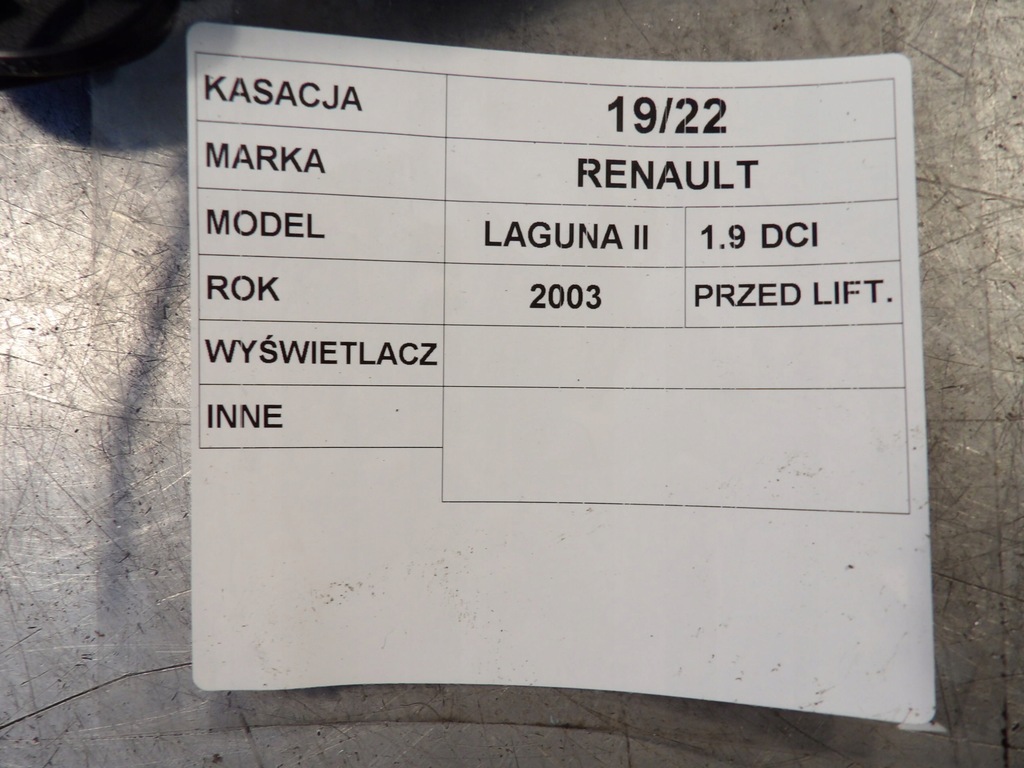 KASACJA 19/22
MARKA RENAULT
MODEL LAGUNA II 1.9 DCI
ROK 2003 PRZED LIFT.
WYŚWIETLACZ
INNE